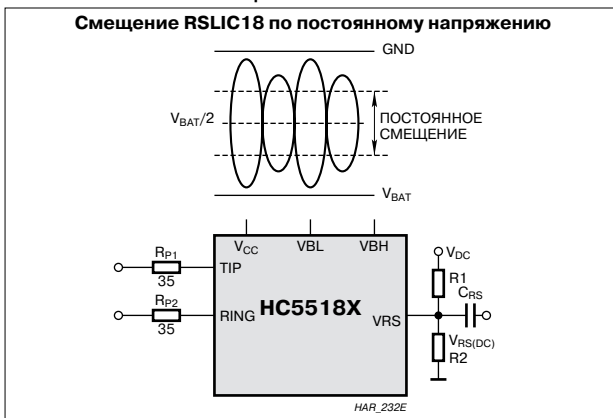 Смещение RSLIC18 по постоянному напряжению
GND
VBAT/2
ПОСТОЯННОЕ
СМЕЩЕНИЕ
VBAT
VCC VBL VBH
RP1
35
TIP
RP2
35
RING
HC5518X
VRS
VDC
R1
CRS
VRS(DC)
R2
HAR_232E